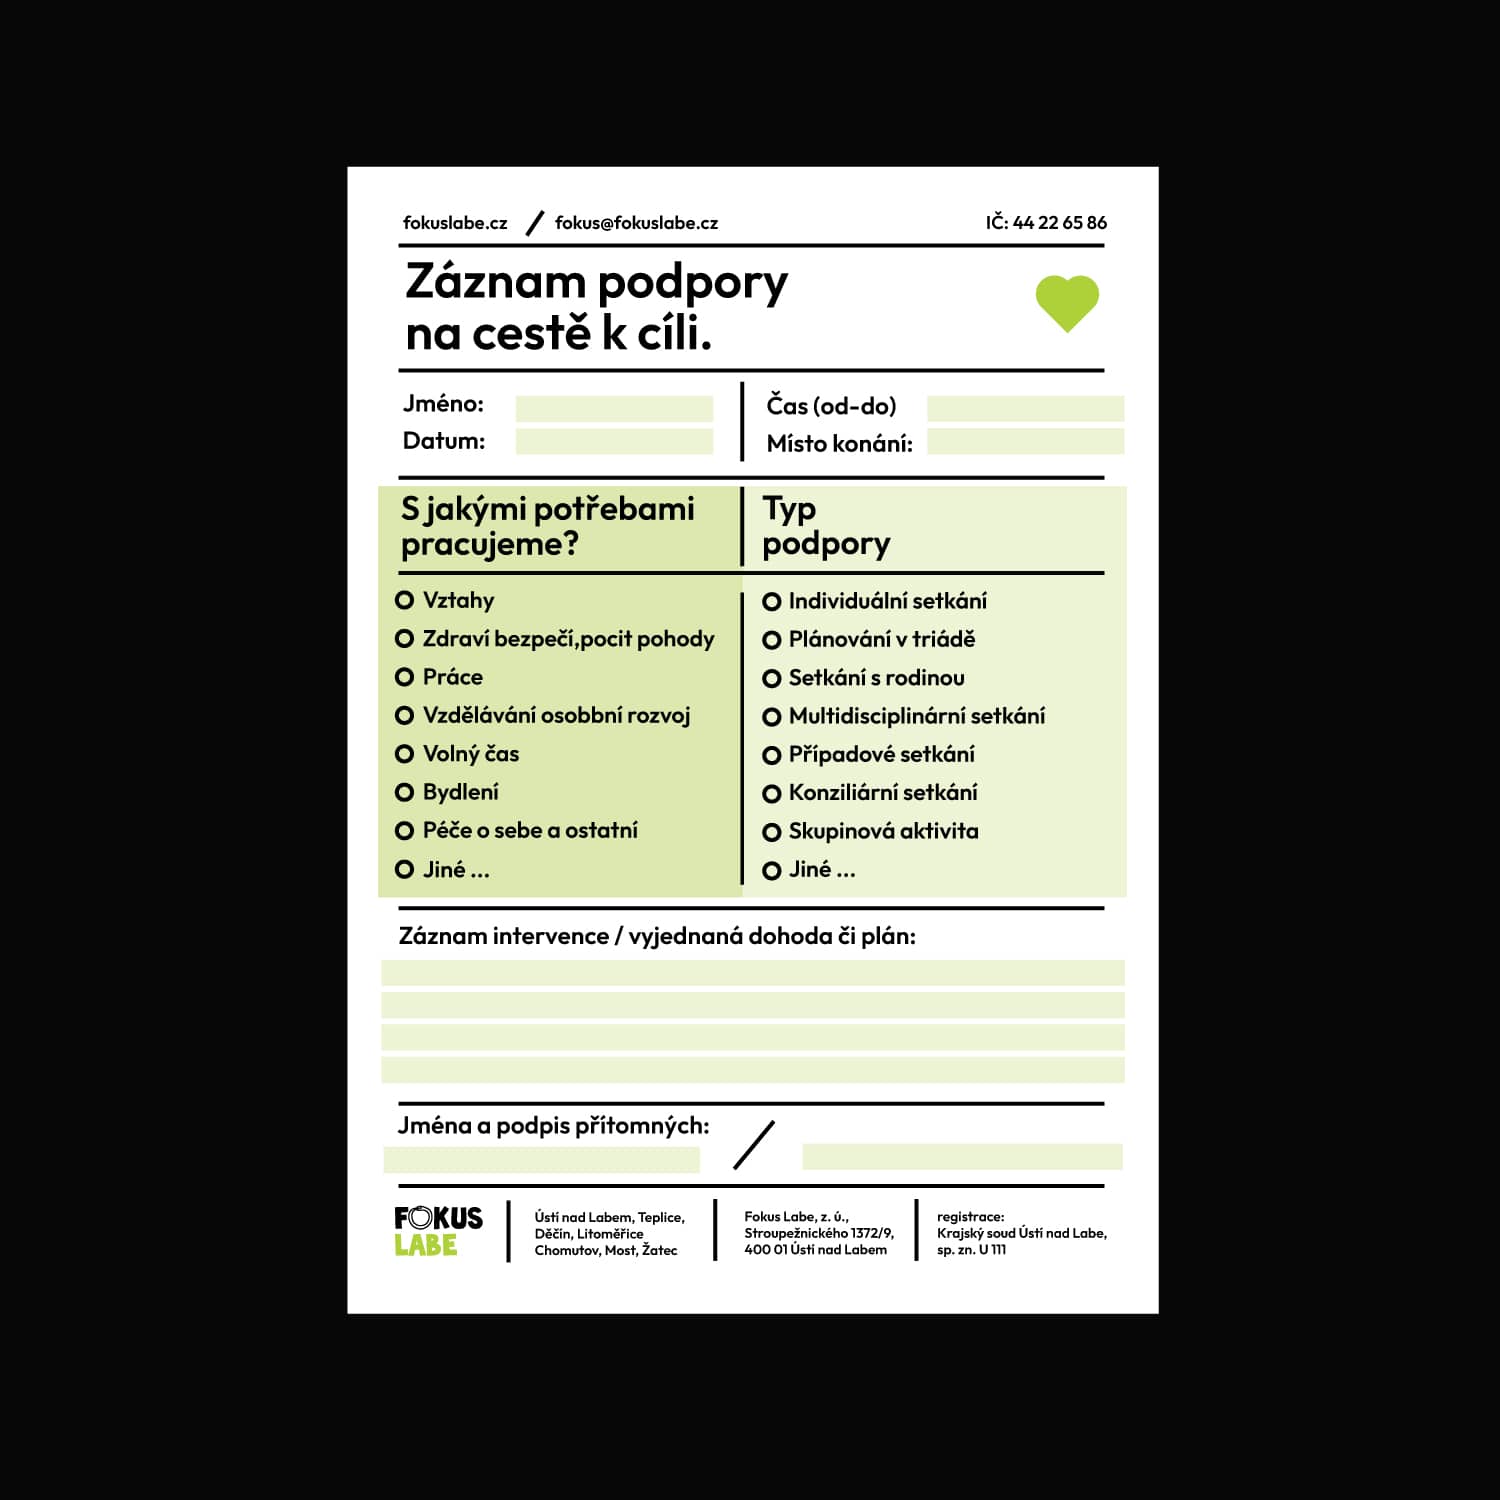 fokuslabe.cz / fokus@fokuslabe.cz IČ: 44 22 65 86
Záznam podpory
na cestě k cíli.
Jméno:
Datum:
Čas (od-do)
Místo konání:
S jakými potřebami
pracujeme?
Vztahy
Zdraví bezpečí,pocit pohody
Práce
Vzdělávání osobbní rozvoj
Volný čas
Bydlení
Péče o sebe a ostatní
Jiné ...
Typ
podpory
Individuální setkání
Plánování v triádě
Setkání s rodinou
Multidisciplinární setkání
Případové setkání
Konziliární setkání
Skupinová aktivita
Jiné ...
Záznam intervence / vyjednaná dohoda či plán:
Jména a podpis přítomných: /
FOKUS
LABE
Ústí nad Labem, Teplice,
Děčín, Litoměřice
Chomutov, Most, Žatec
Fokus Labe, z. ú.,
Stroupežnického 1372/9,
400 01 Ústí nad Labem
registrace:
Krajský soud Ústí nad Labe,
sp. zn. U 111